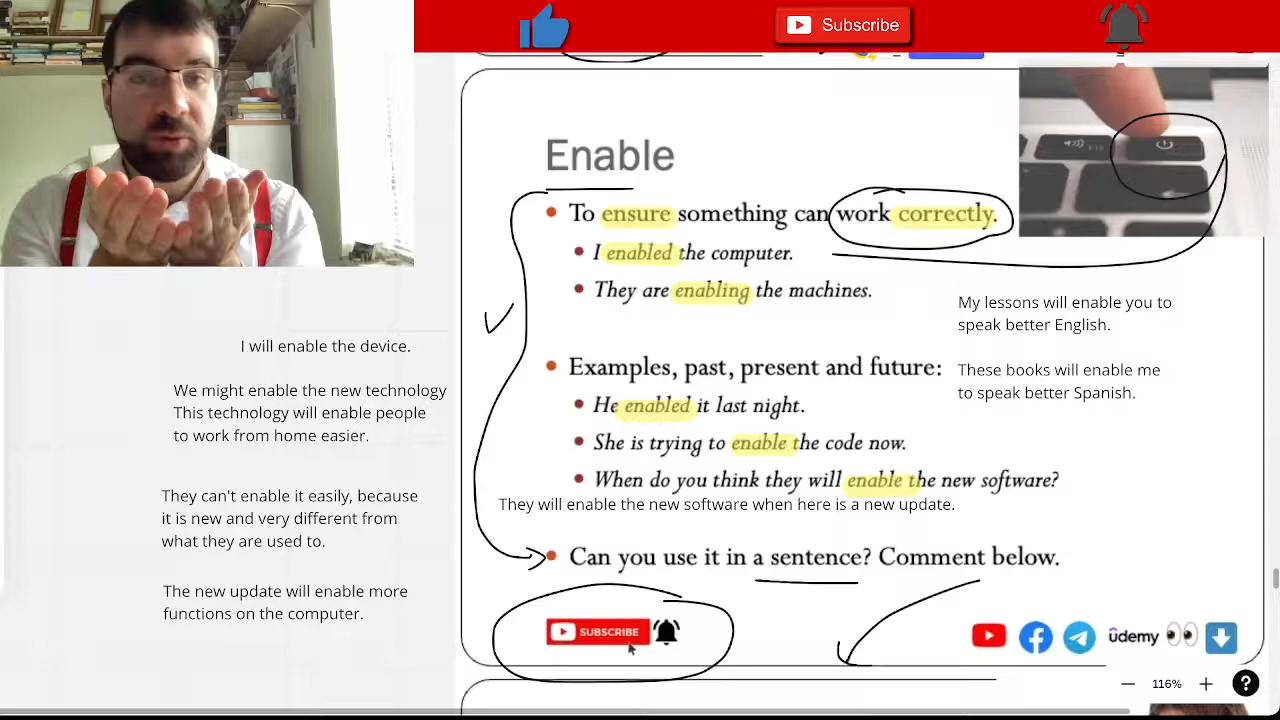 Subscribe
Enable
To ensure something can work correctly.
I enabled the computer.
They are enabling the machines.
My lessons will enable you to
speak better English.
I will enable the device.
Examples, past, present and future:
These books will enable me
to speak better Spanish.
We might enable the new technology
This technology will enable people
to work from home easier.
He enabled it last night.
She is trying to enable the code now.
When do you think they will enable the new software?
They will enable the new software when here is a new update.
They can't enable it easily, because
it is new and very different from
what they are used to.
Can you use it in a sentence? Comment below.
The new update will enable more
functions on the computer.
SUBSCRIBE
ûdemy
116%